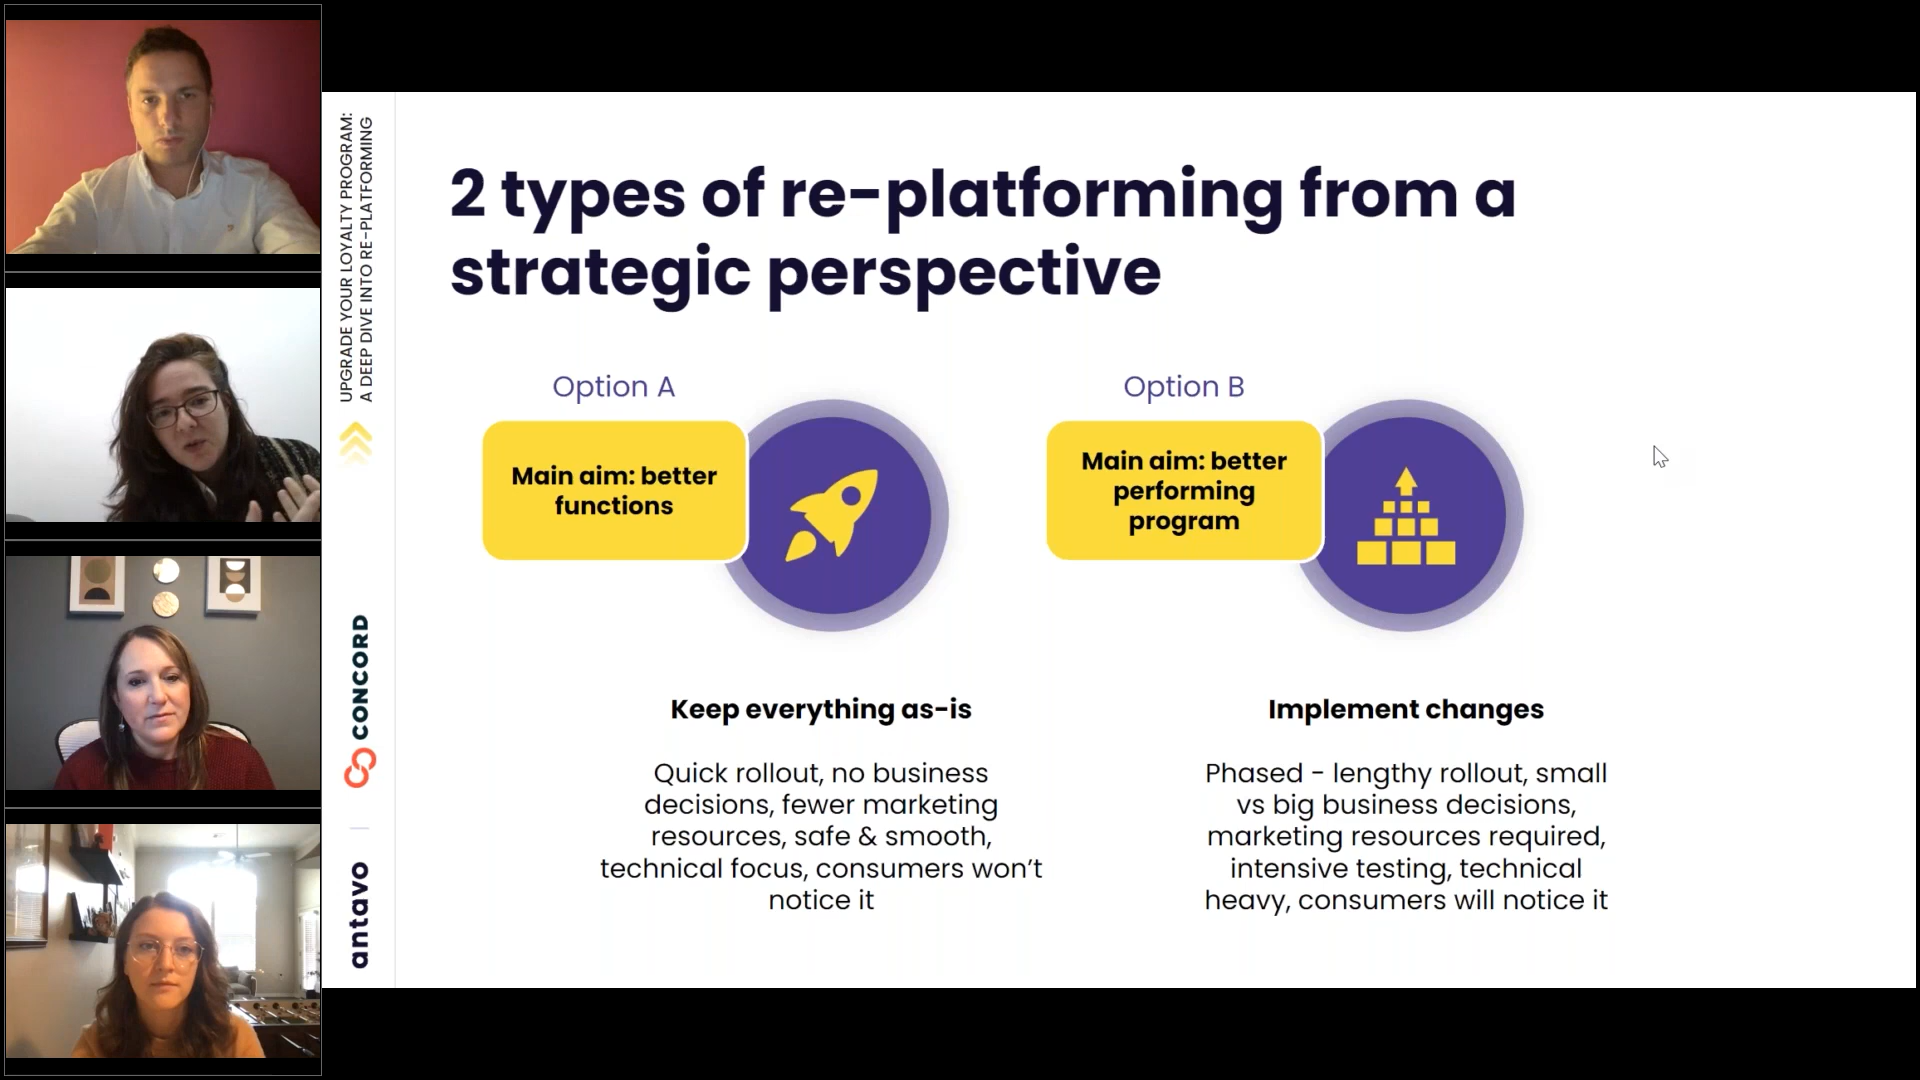 UPGRADE YOUR LOYALTY PROGRAM:
A DEEP DIVE INTO RE-PLATFORMING
CONCORD
antavo
2 types of re-platforming from a
strategic perspective
Option A
Main aim: better
functions
Keep everything as-is
Quick rollout, no business
decisions, fewer marketing
resources, safe & smooth,
technical focus, consumers won’t
notice it
Option B
Main aim: better
performing
program
Implement changes
Phased - lengthy rollout, small
vs big business decisions,
marketing resources required,
intensive testing, technical
heavy, consumers will notice it